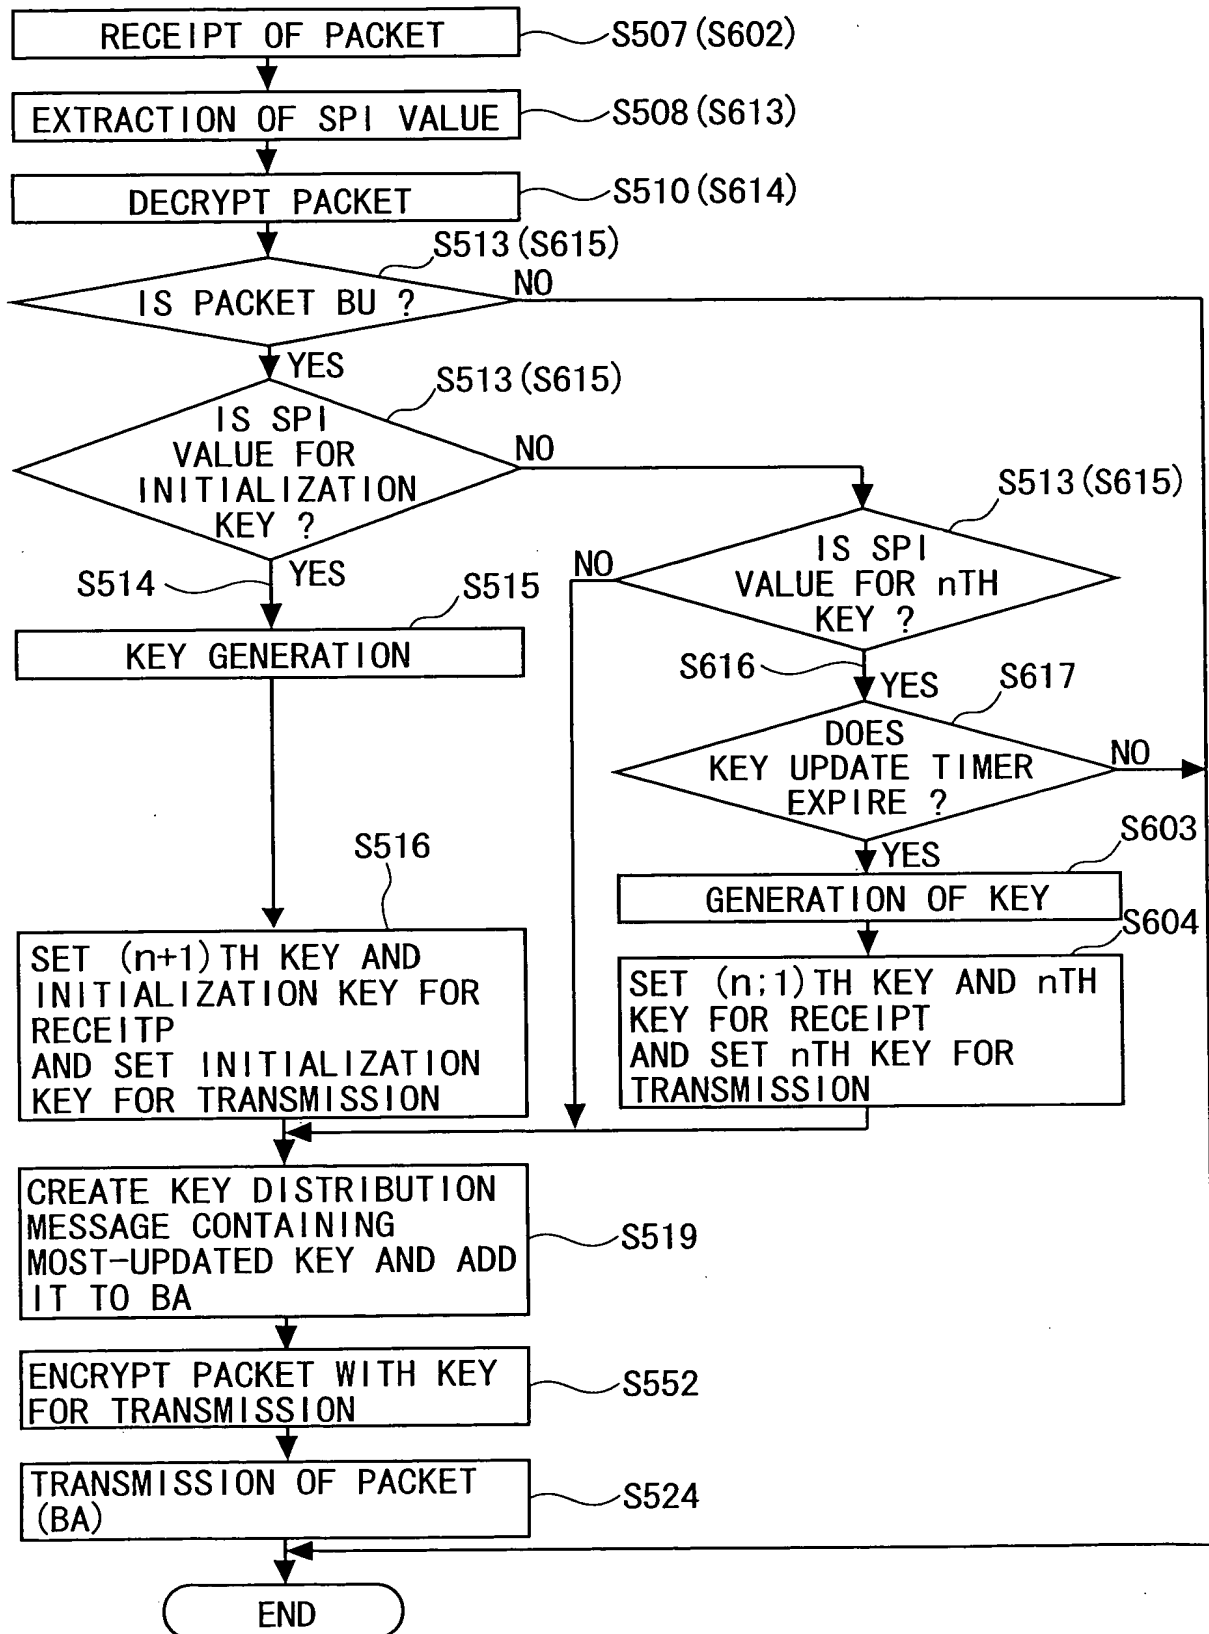 RECEIPT OF PACKET
S507(S602)
EXTRACTION OF SPI VALUE
S508(S613)
DECRYPT PACKET
S510(S614)
S513(S615)
IS PACKET BU ?
NO
YES
S513(S615)
IS SPI
VALUE FOR
INITIALIZATION
KEY ?
NO
S513(S615)
IS SPI
VALUE FOR nTH
KEY ?
NO
S514
YES
S515
KEY GENERATION
S616
YES
S617
DOES
KEY UPDATE TIMER
EXPIRE ?
NO
YES
S603
GENERATION OF KEY
S604
SET (n;1)TH KEY AND nTH
KEY FOR RECEIPT
AND SET nTH KEY FOR
TRANSMISSION
S516
SET (n+1)TH KEY AND
INITIALIZATION KEY FOR
RECEITP
AND SET INITIALIZATION
KEY FOR TRANSMISSION
CREATE KEY DISTRIBUTION
MESSAGE CONTAINING
MOST-UPDATED KEY AND ADD
IT TO BA
S519
ENCRYPT PACKET WITH KEY
FOR TRANSMISSION
S552
TRANSMISSION OF PACKET
(BA)
S524
END